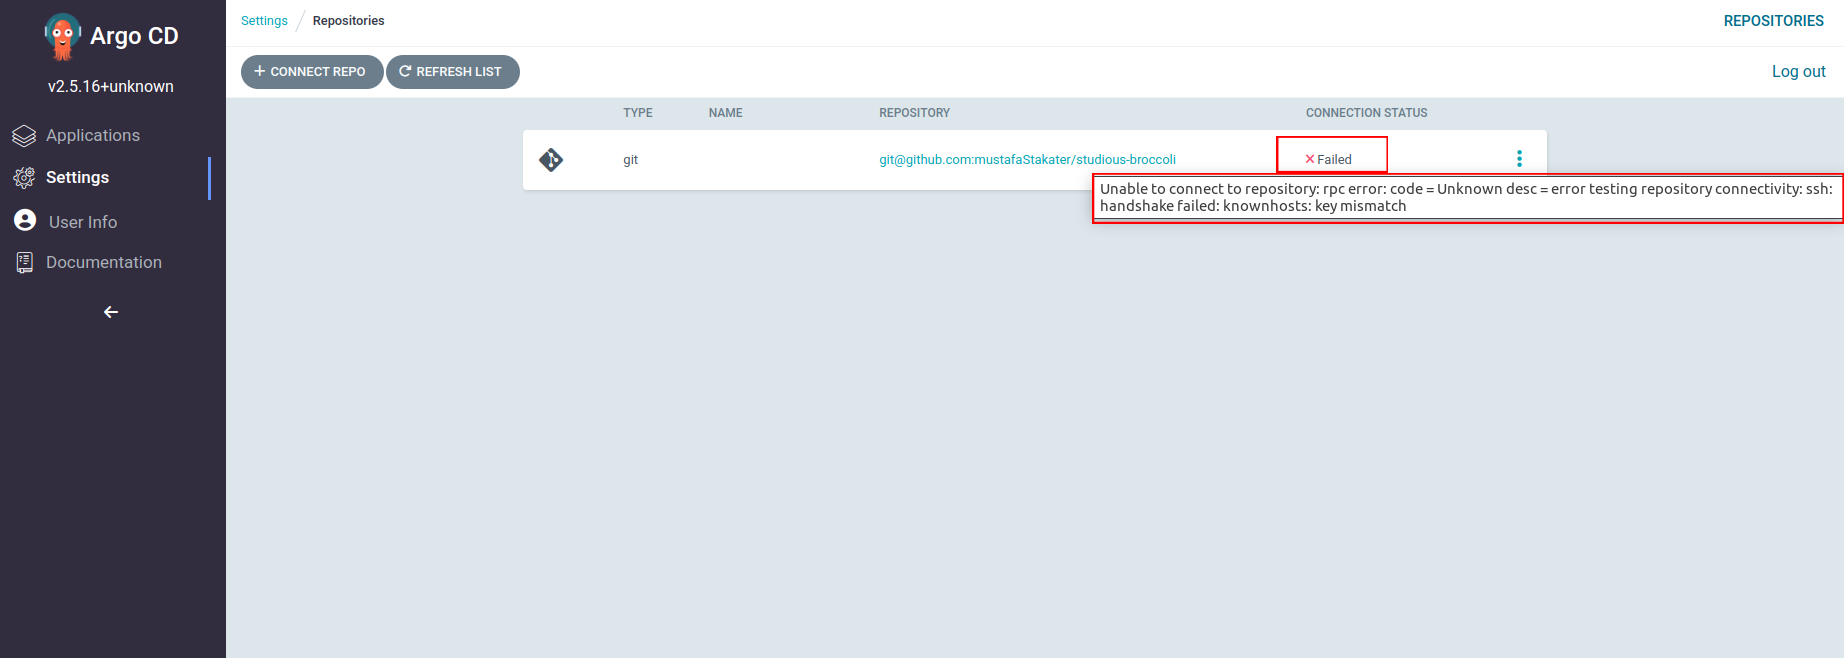 Argo CD
v2.5.16+unknown
Applications
Settings
User Info
Documentation
Settings / Repositories
REPOSITORIES
+ CONNECT REPO
REFRESH LIST
Log out
TYPE NAME REPOSITORY CONNECTION STATUS
git git@github.com:mustafaStakater/studious-broccoli Failed
Unable to connect to repository: rpc error: code = Unknown desc = error testing repository connectivity: ssh:
handshake failed: knownhosts: key mismatch